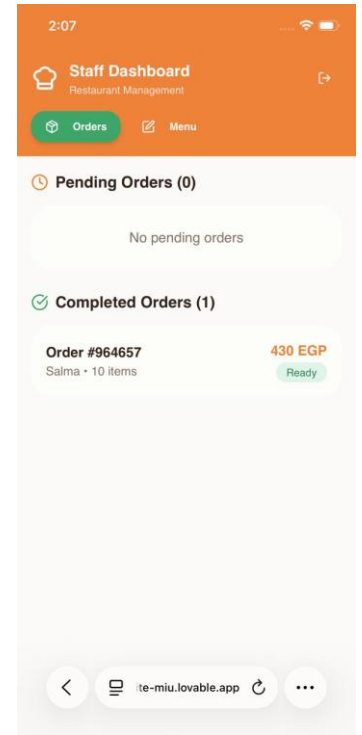 2:07
Staff Dashboard
Restaurant Management
Orders
Menu
Pending Orders (0)
No pending orders
Completed Orders (1)
Order #964657
430 EGP
Salma • 10 items
Ready
te-miu.lovable.app